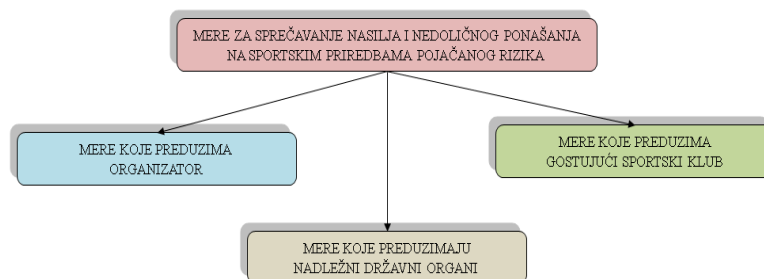 MERE ZA SPREČAVANJE NASILJA I NEDOLIČNOG PONAŠANJA
NA SPORTSKIM PRIREDBAMA POJAČANOG RIZIKA
MERE KOJE PREDUZIMA
ORGANIZATOR
MERE KOJE PREDUZIMA
GOSTUJUĆI SPORTSKI KLUB
MERE KOJE PREDUZIMAJU
NADLEŽNI DRŽAVNI ORGANI